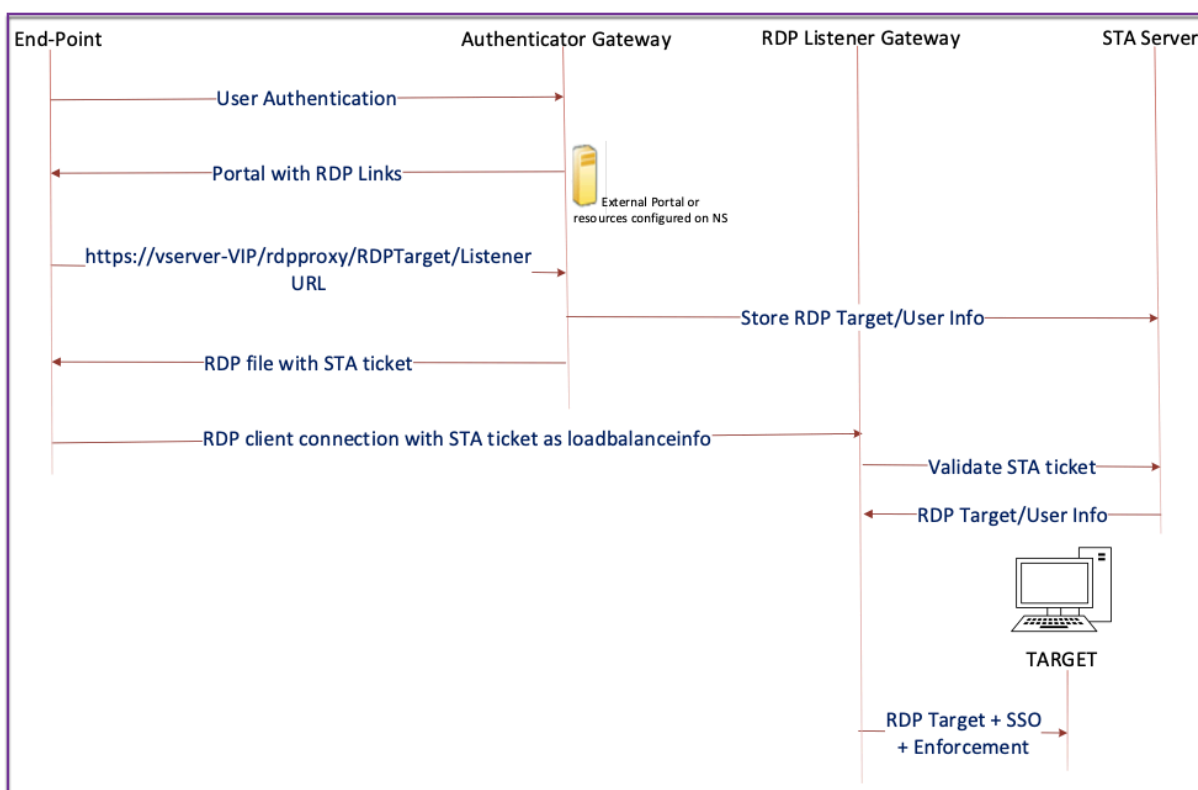 End-Point
Authenticator Gateway
RDP Listener Gateway
STA Server
User Authentication
Portal with RDP Links
External Portal or
resources configured on NS
https://vserver-VIP/rdpproxy/RDPTarget/Listener
URL
Store RDP Target/User Info
RDP file with STA ticket
RDP client connection with STA ticket as loadbalanceinfo
Validate STA ticket
RDP Target/User Info
TARGET
RDP Target + SSO
+ Enforcement